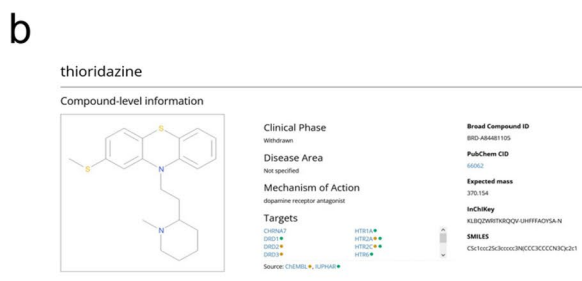 b
thioridazine
Compound-level information
S
S
N
N
Clinical Phase
Withdrawn
Disease Area
Not specified
Mechanism of Action
dopamine receptor antagonist
Targets
CHRNA7 HTR1A
DRD1 HTR2A
DRD2 HTR2C
DRD3 HTR6
Source: ChEMBL, IUPHAR
Broad Compound ID
BRD-A84481105
PubChem CID
66062
Expected mass
370.154
InChIKey
KLBQZWRITKRQQV-UHFFFAOYSA-N
SMILES
CSc1ccc2Sc3ccccc3N(CCC3CCCCN3C)c2c1